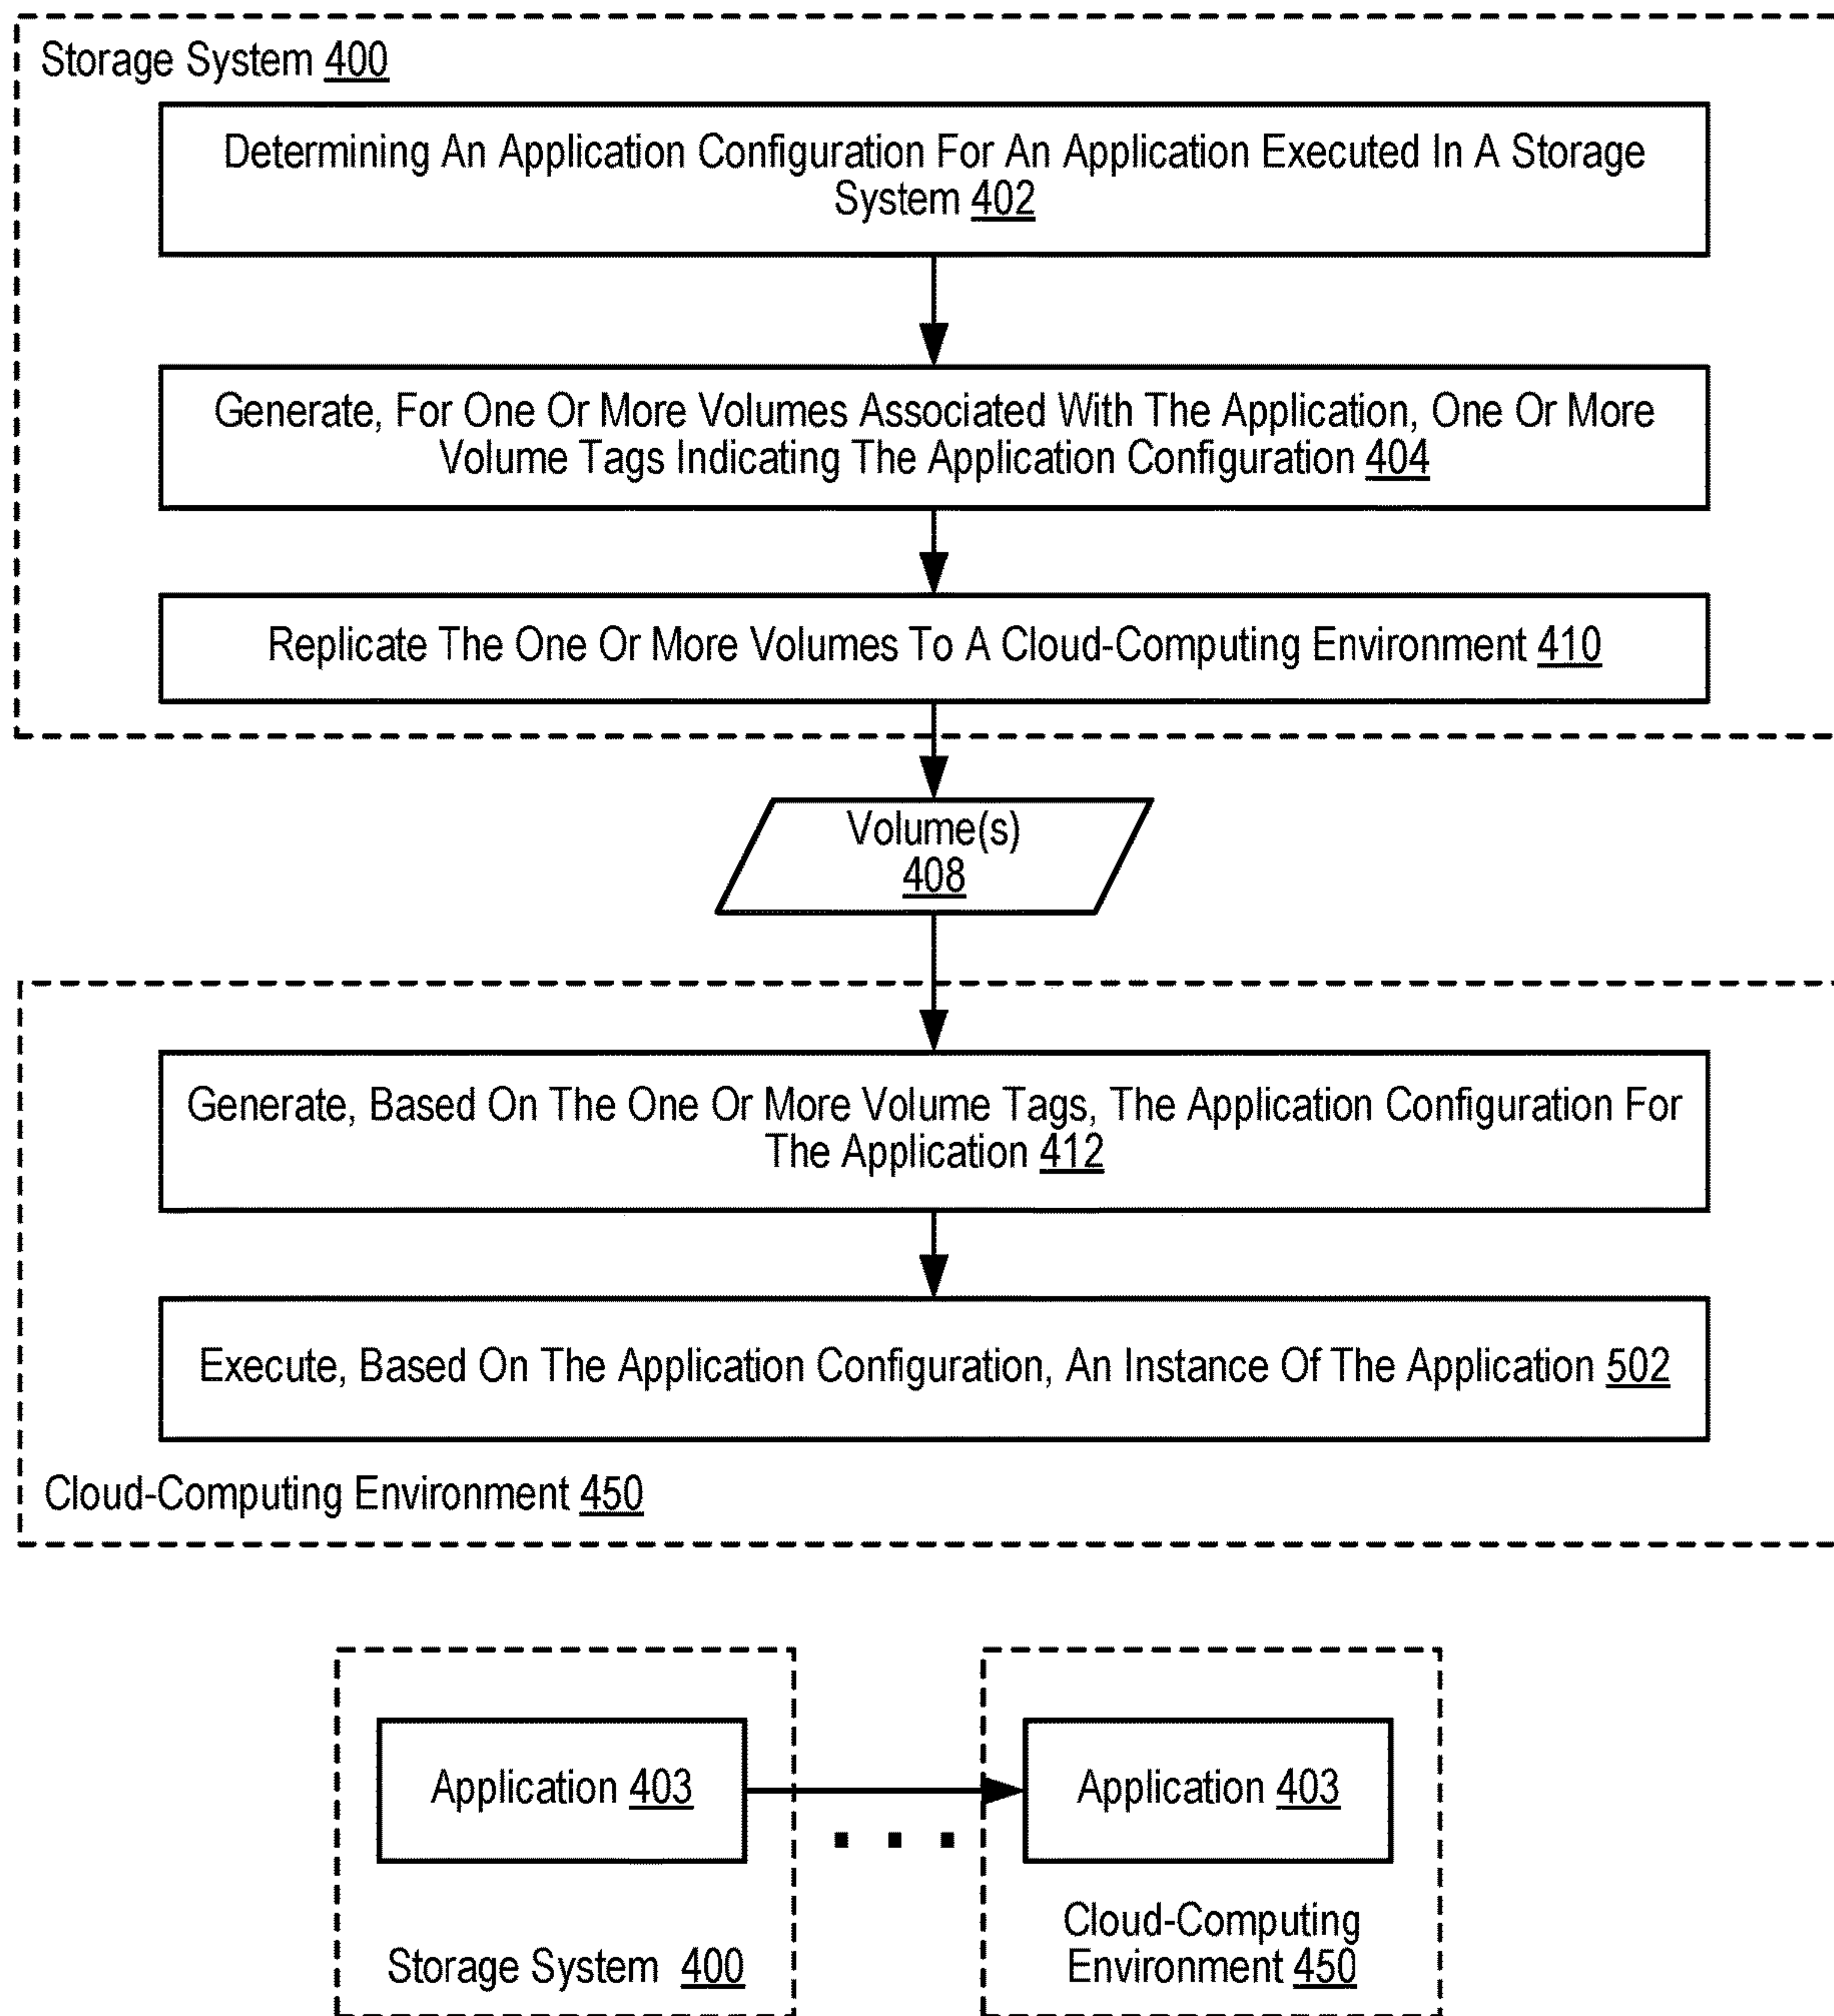 Storage System 400
Determining An Application Configuration For An Application Executed In A Storage
System 402
Generate, For One Or More Volumes Associated With The Application, One Or More
Volume Tags Indicating The Application Configuration 404
Replicate The One Or More Volumes To A Cloud-Computing Environment 410
Volume(s)
408
Generate, Based On The One Or More Volume Tags, The Application Configuration For
The Application 412
Execute, Based On The Application Configuration, An Instance Of The Application 502
Cloud-Computing Environment 450
Application 403
Storage System 400
Application 403
Cloud-Computing
Environment 450